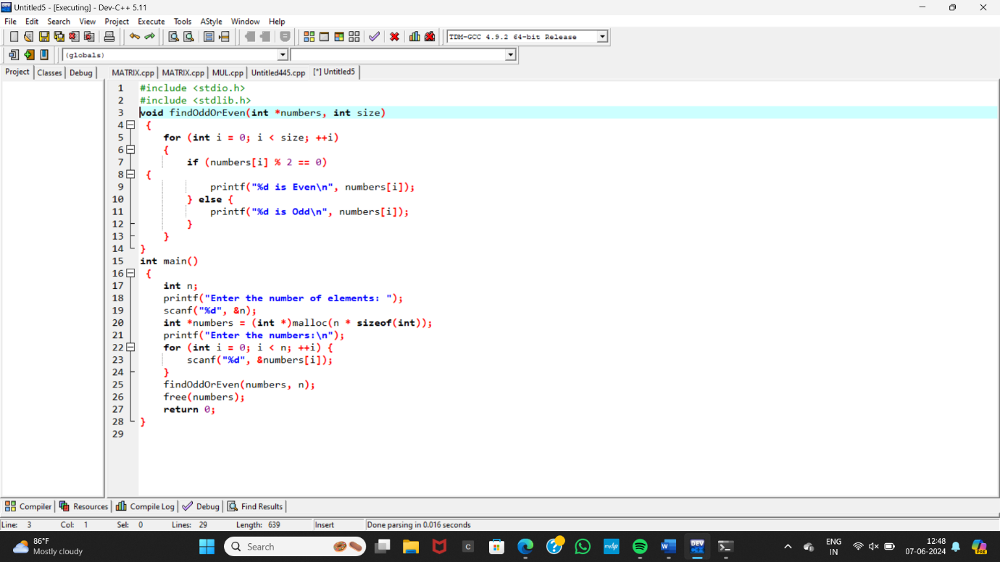 Untitled5 - [Executing] - Dev-C++ 5.11
File Edit Search View Project Execute Tools AStyle Window Help
TDM-GCC 4.9.2 64-bit Release
(globals)
Project Classes Debug MATRIX.cpp MATRIX.cpp MUL.cpp Untitled445.cpp [*] Untitled5
1 #include <stdio.h>
2 #include <stdlib.h>
3 void findOddOrEven(int *numbers, int size)
4 {
5 for (int i = 0; i < size; ++i)
6 {
7 if (numbers[i] % 2 == 0)
8 {
9 printf("%d is Even\n", numbers[i]);
10 } else {
11 printf("%d is Odd\n", numbers[i]);
12 }
13 }
14 }
15 int main()
16 {
17 int n;
18 printf("Enter the number of elements: ");
19 scanf("%d", &n);
20 int *numbers = (int *)malloc(n * sizeof(int));
21 printf("Enter the numbers:\n");
22 for (int i = 0; i < n; ++i) {
23 scanf("%d", &numbers[i]);
24 }
25 findOddOrEven(numbers, n);
26 free(numbers);
27 return 0;
28 }
29
Compiler Resources Compile Log Debug Find Results
Line: 3 Col: 1 Sel: 0 Lines: 29 Length: 639 Insert Done parsing in 0.016 seconds
86°F
Mostly cloudy
Search
C
myhp
W
DEV
ENG
IN
12:48
07-06-2024
PRE